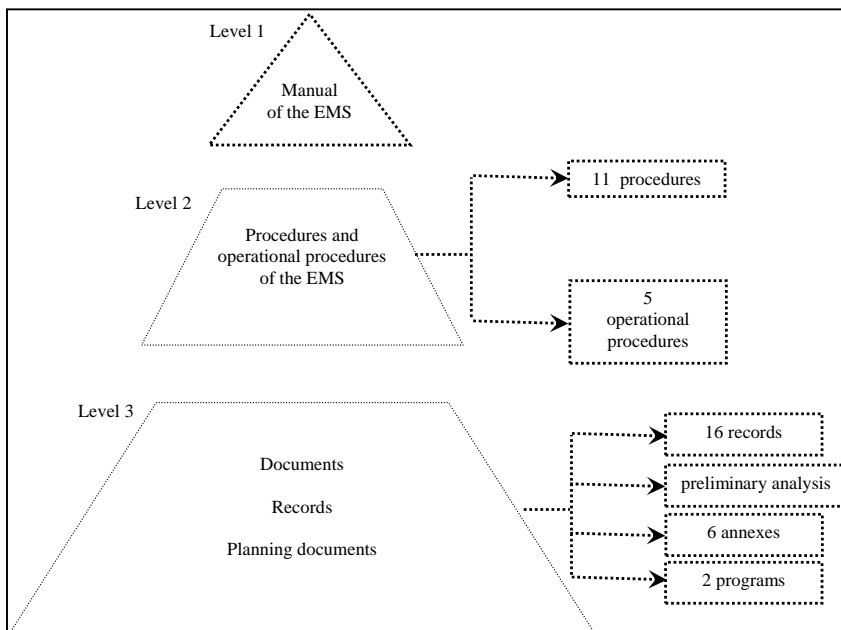 Level 1
Manual
of the EMS
Level 2
Procedures and
operational procedures
of the EMS
11 procedures
5
operational
procedures
Level 3
Documents
Records
Planning documents
16 records
preliminary analysis
6 annexes
2 programs